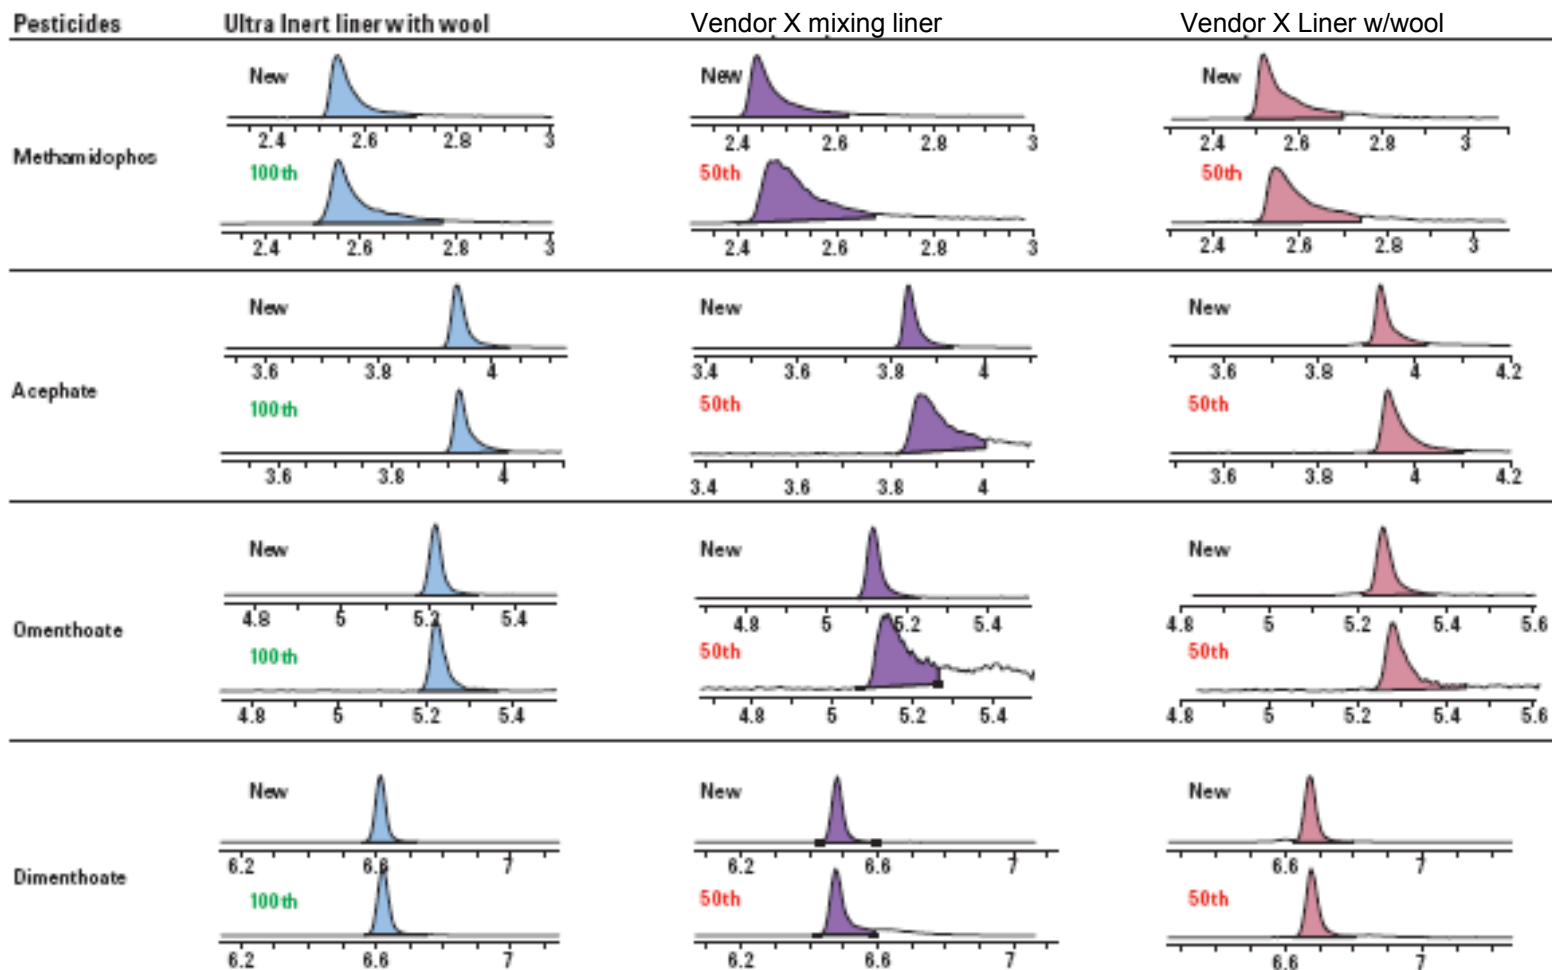 Pesticides Ultra Inert liner with wool Vendor X mixing liner Vendor X Liner w/wool
New New New
2.4 2.6 2.8 3 2.4 2.6 2.8 3 2.4 2.6 2.8 3
Methamidophos
100th 50th 50th
2.4 2.6 2.8 3 2.4 2.6 2.8 3 2.4 2.6 2.8 3
New New New
3.6 3.8 4 3.4 3.6 3.8 4 3.6 3.8 4 4.2
Acephate
100th 50th 50th
3.6 3.8 4 3.4 3.6 3.8 4 3.6 3.8 4 4.2
New New New
4.8 5 5.2 5.4 4.8 5 5.2 5.4 4.8 5 5.2 5.4 5.6
Omenthoate
100th 50th 50th
4.8 5 5.2 5.4 4.8 5 5.2 5.4 4.8 5 5.2 5.4 5.6
New New New
6.2 6.6 7 6.2 6.6 7 6.6 7
Dimenthoate
100th 50th 50th
6.2 6.6 7 6.2 6.6 7 6.6 7